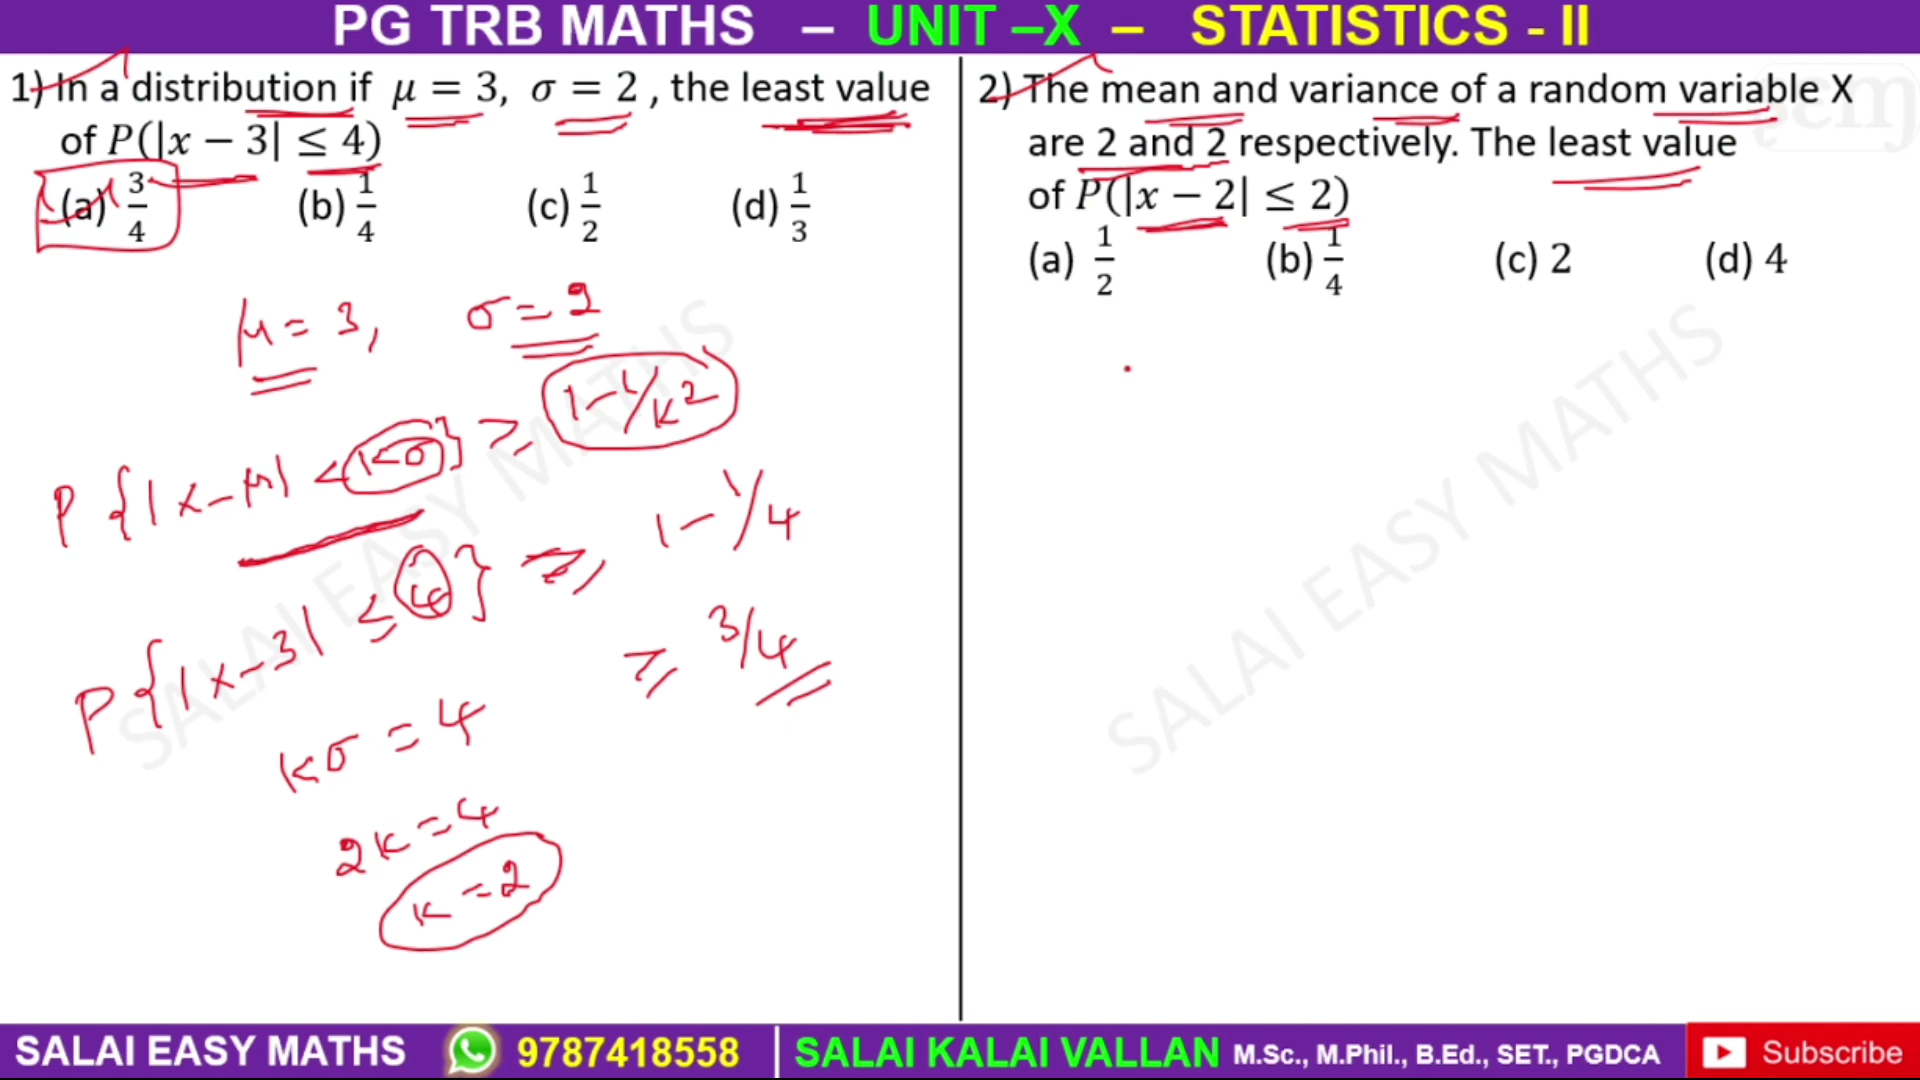 PG TRB MATHS – UNIT –X – STATISTICS - II
1) In a distribution if μ = 3, σ = 2 , the least value
of P(|x − 3| ≤ 4)
(a) 3/4 (b) 1/4 (c) 1/2 (d) 1/3
μ = 3, σ = 2
P{|x-μ| < kσ} ≥ 1-1/k²
P{|x-3| ≤ 4} ≥, 1-1/4
≥ 3/4
kσ = 4
2k = 4
k = 2
SALAI EASY MATHS
2) The mean and variance of a random variable X
are 2 and 2 respectively. The least value
of P(|x − 2| ≤ 2)
(a) 1/2 (b) 1/4 (c) 2 (d) 4
SALAI EASY MATHS
SALAI EASY MATHS 9787418558 SALAI KALAI VALLAN M.Sc., M.Phil., B.Ed., SET., PGDCA Subscribe